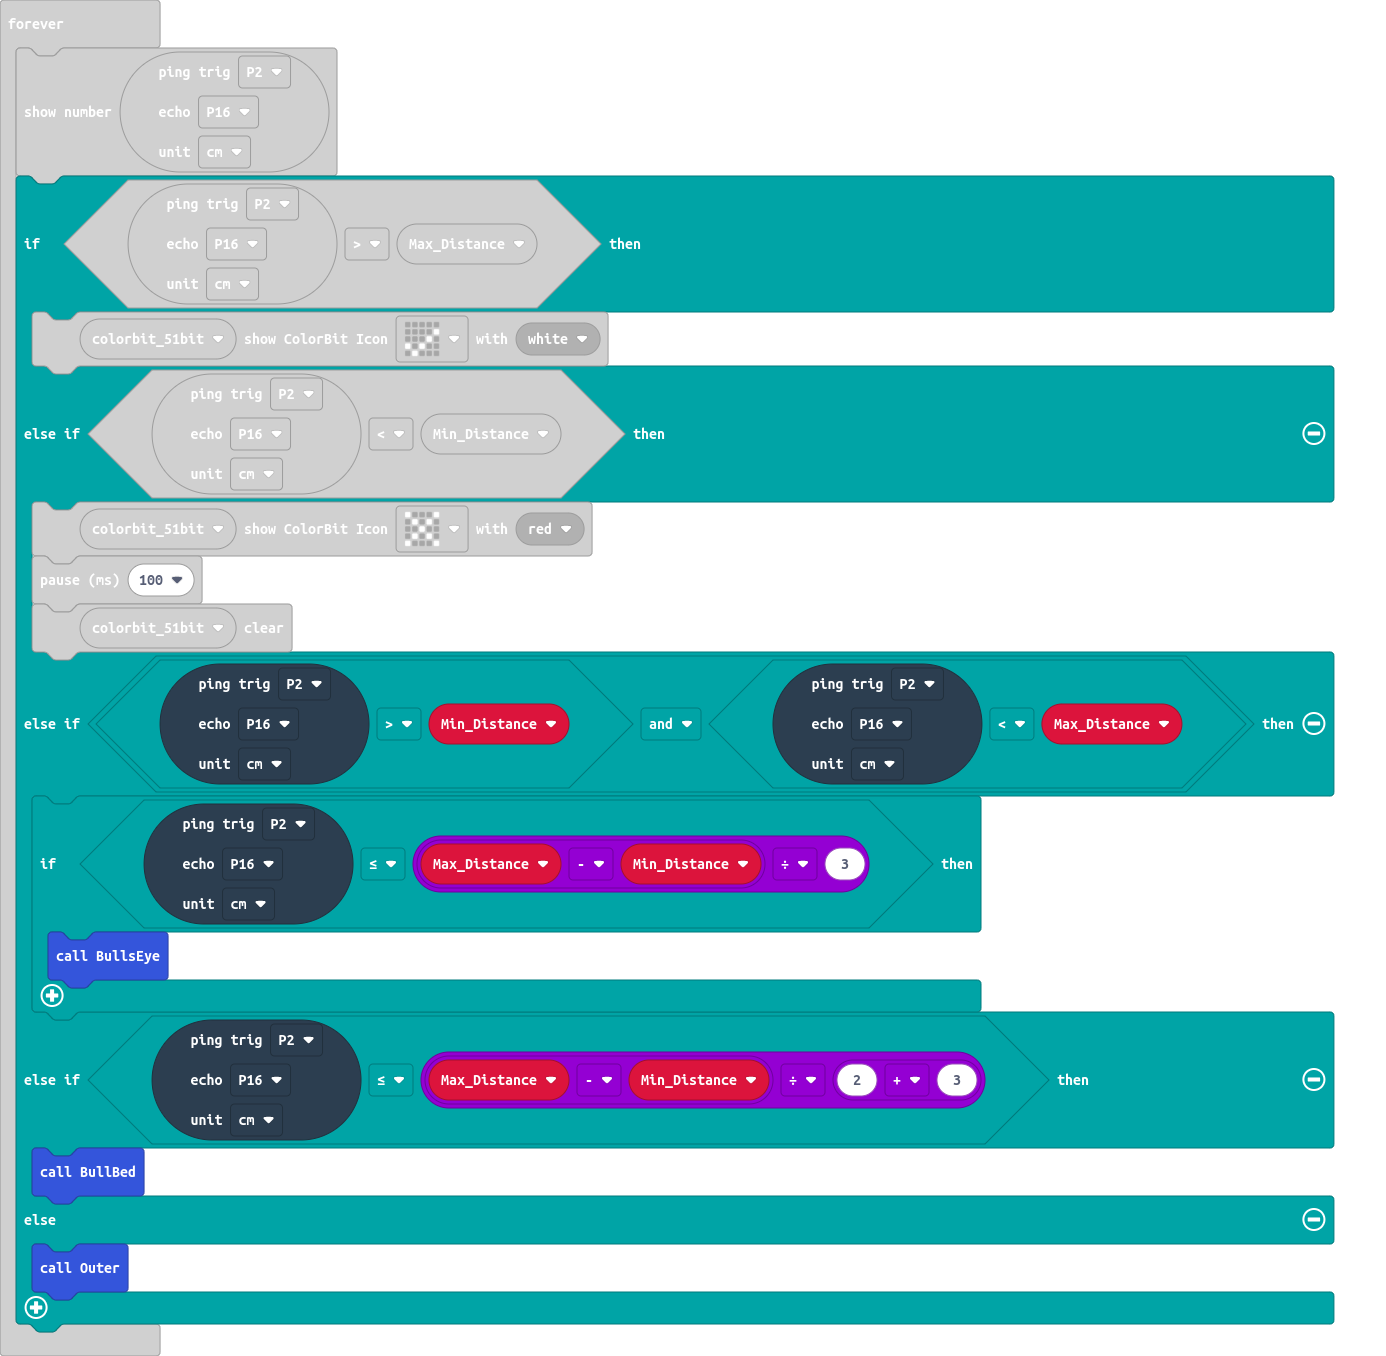 forever
show number ping trig P2
echo P16
unit cm
if ping trig P2
echo P16 > Max_Distance then
unit cm
colorbit_51bit show ColorBit Icon with white
else if ping trig P2
echo P16 < Min_Distance then
unit cm
colorbit_51bit show ColorBit Icon with red
pause (ms) 100
colorbit_51bit clear
else if ping trig P2 ping trig P2
echo P16 > Min_Distance and echo P16 < Max_Distance then
unit cm unit cm
if ping trig P2
echo P16 ≤ Max_Distance - Min_Distance ÷ 3 then
unit cm
call BullsEye
else if ping trig P2
echo P16 ≤ Max_Distance - Min_Distance ÷ 2 + 3 then
unit cm
call BullBed
else
call Outer